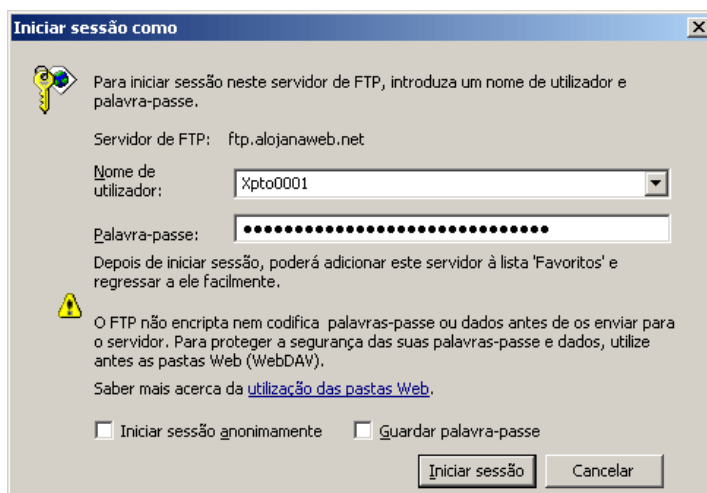 Iniciar sessão como
Para iniciar sessão neste servidor de FTP, introduza um nome de utilizador e
palavra-passe.
Servidor de FTP: ftp.alojanaweb.net
Nome de
utilizador:
Xpto0001
Palavra-passe: ●●●●●●●●●●●●●●●●●●●●●●●●●●●●●●
Depois de iniciar sessão, poderá adicionar este servidor à lista 'Favoritos' e
regressar a ele facilmente.
O FTP não encripta nem codifica palavras-passe ou dados antes de os enviar para
o servidor. Para proteger a segurança das suas palavras-passe e dados, utilize
antes as pastas Web (WebDAV).
Saber mais acerca da utilização das pastas Web.
Iniciar sessão anonimamente Guardar palavra-passe
Iniciar sessão Cancelar